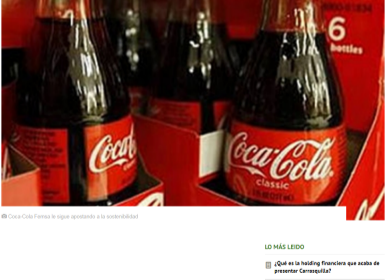 6
bottles
Coca-Cola
Coca-Cola
classic
Coca-Cola Femsa le sigue apostando a la sostenibilidad
LO MÁS LEIDO
¿Qué es la holding financiera que acaba de
presentar Carrasquilla?